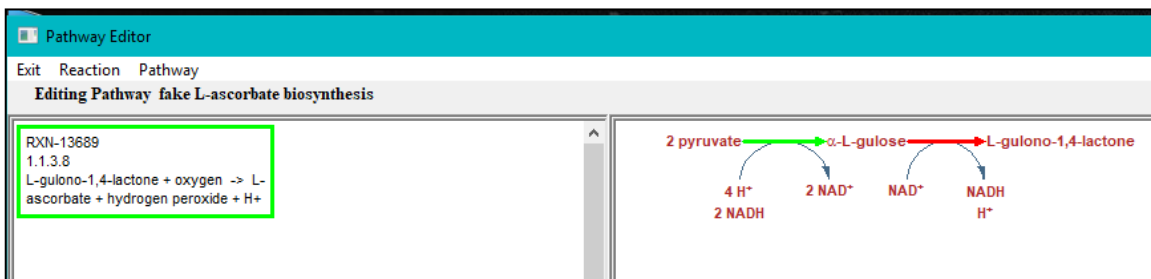 Pathway Editor
Exit Reaction Pathway
Editing Pathway fake L-ascorbate biosynthesis
RXN-13689
1.1.3.8
L-gulono-1,4-lactone + oxygen -> L-
ascorbate + hydrogen peroxide + H+
2 pyruvate α-L-gulose L-gulono-1,4-lactone
4 H⁺ 2 NAD⁺ NAD⁺ NADH
2 NADH H⁺